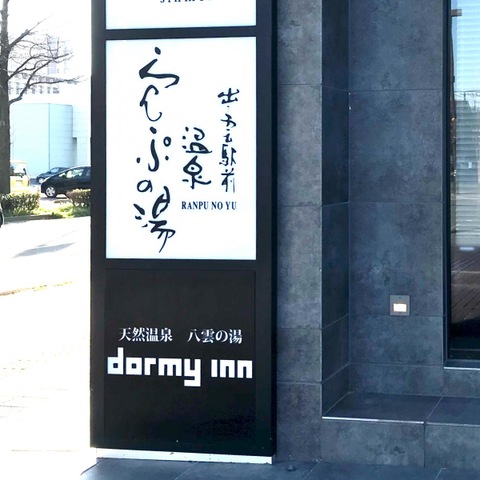 出雲駅前
温泉
らんぷの湯
RANPU NO YU
天然温泉 八雲の湯
dormy inn